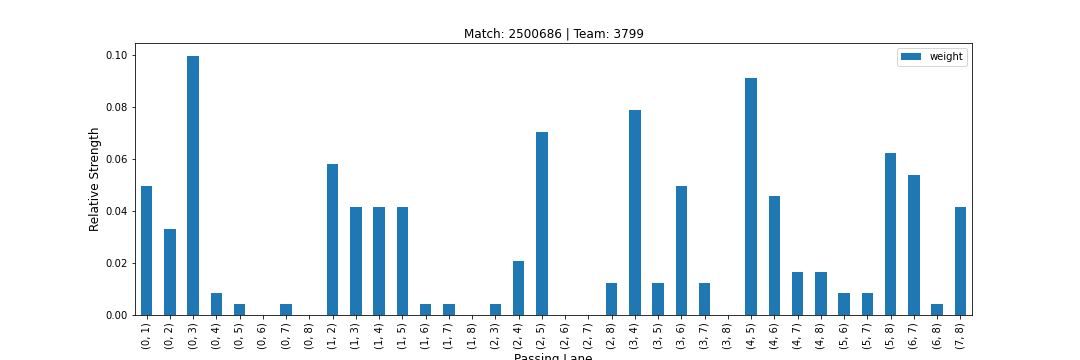 Match: 2500686 | Team: 3799
weight
Relative Strength
0.10
0.08
0.06
0.04
0.02
0.00
(0, 1) (0, 2) (0, 3) (0, 4) (0, 5) (0, 6) (0, 7) (0, 8) (1, 2) (1, 3) (1, 4) (1, 5) (1, 6) (1, 7) (1, 8) (2, 3) (2, 4) (2, 5) (2, 6) (2, 7) (2, 8) (3, 4) (3, 5) (3, 6) (3, 7) (3, 8) (4, 5) (4, 6) (4, 7) (4, 8) (5, 6) (5, 7) (5, 8) (6, 7) (6, 8) (7, 8)
Passing Lane